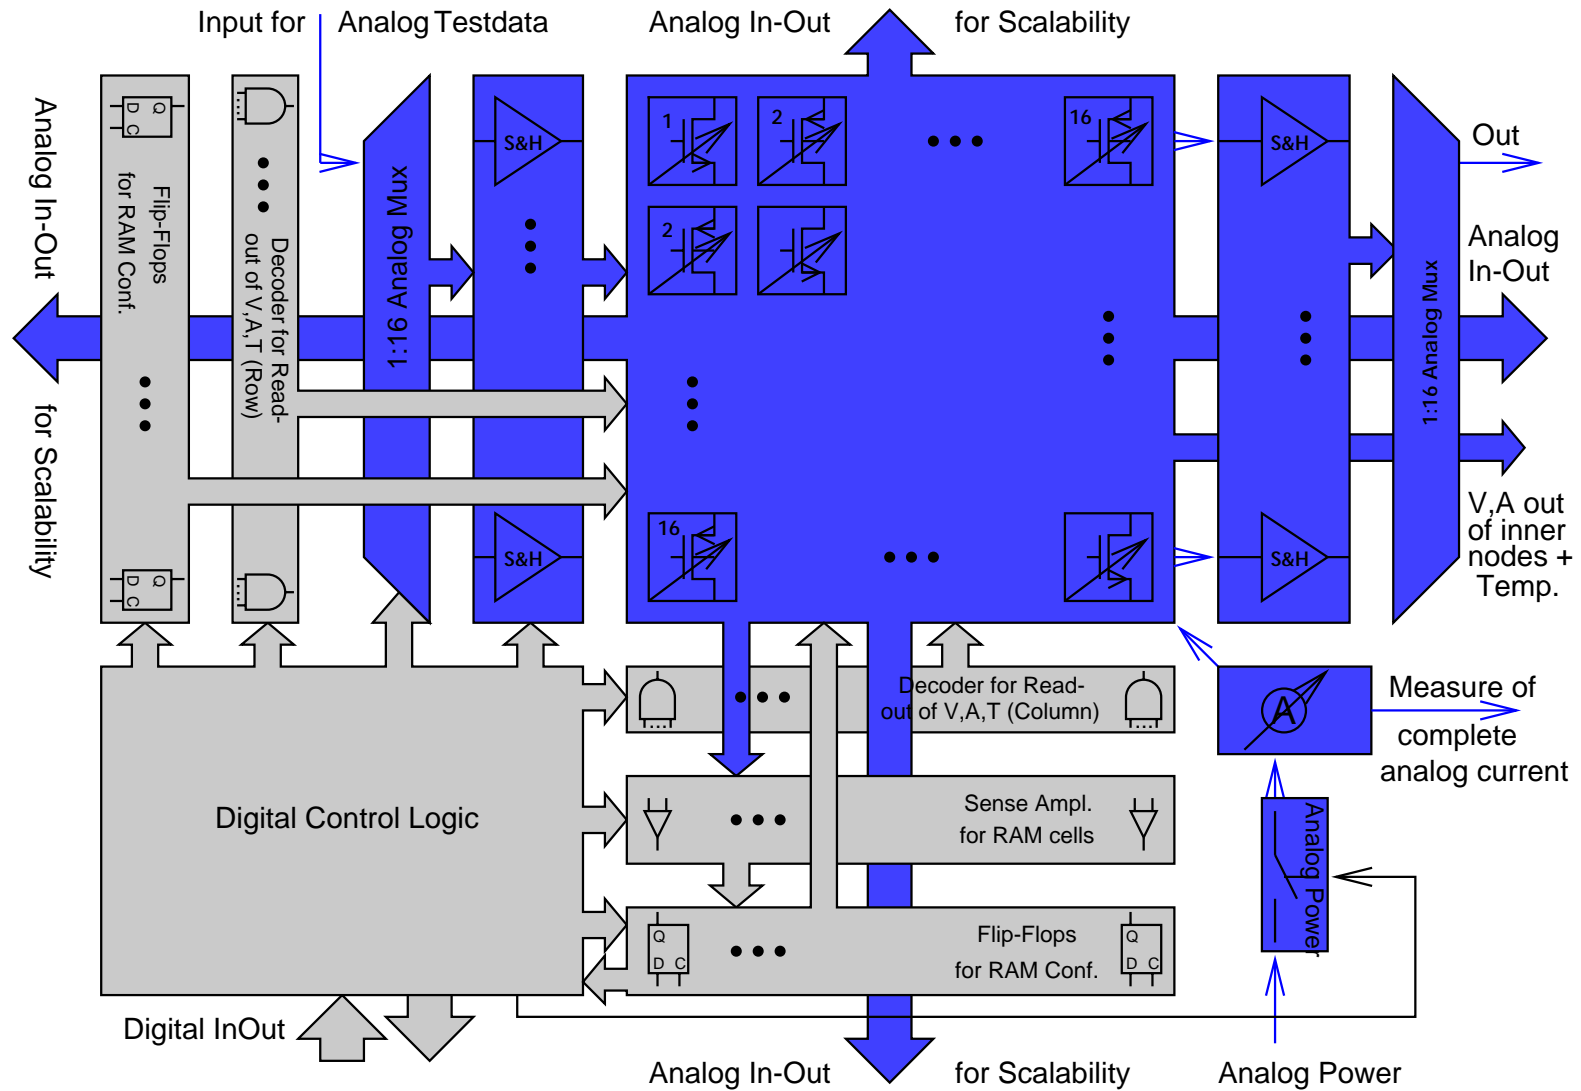 Input for Analog Testdata
Analog In-Out for Scalability
Analog In-Out for Scalability
D Q
C
Flip-Flops
for RAM Conf.
D Q
C
Decoder for Read-
out of V,A,T (Row)
1:16 Analog Mux
S&H
S&H
1
2
16
2
16
S&H
S&H
1:16 Analog Mux
Out
Analog
In-Out
V,A out
of inner
nodes +
Temp.
Digital Control Logic
Decoder for Read-
out of V,A,T (Column)
Sense Ampl.
for RAM cells
Q
D C
Flip-Flops
for RAM Conf.
Q
D C
A
Measure of
complete
analog current
Analog Power
Digital InOut
Analog In-Out for Scalability
Analog Power